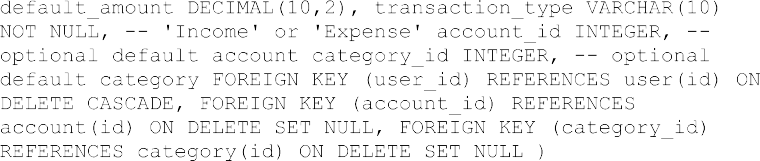 default_amount DECIMAL(10,2), transaction_type VARCHAR(10)
NOT NULL, -- 'Income' or 'Expense' account_id INTEGER, --
optional default account category_id INTEGER, -- optional
default category FOREIGN KEY (user_id) REFERENCES user(id) ON
DELETE CASCADE, FOREIGN KEY (account_id) REFERENCES
account(id) ON DELETE SET NULL, FOREIGN KEY (category_id)
REFERENCES category(id) ON DELETE SET NULL )